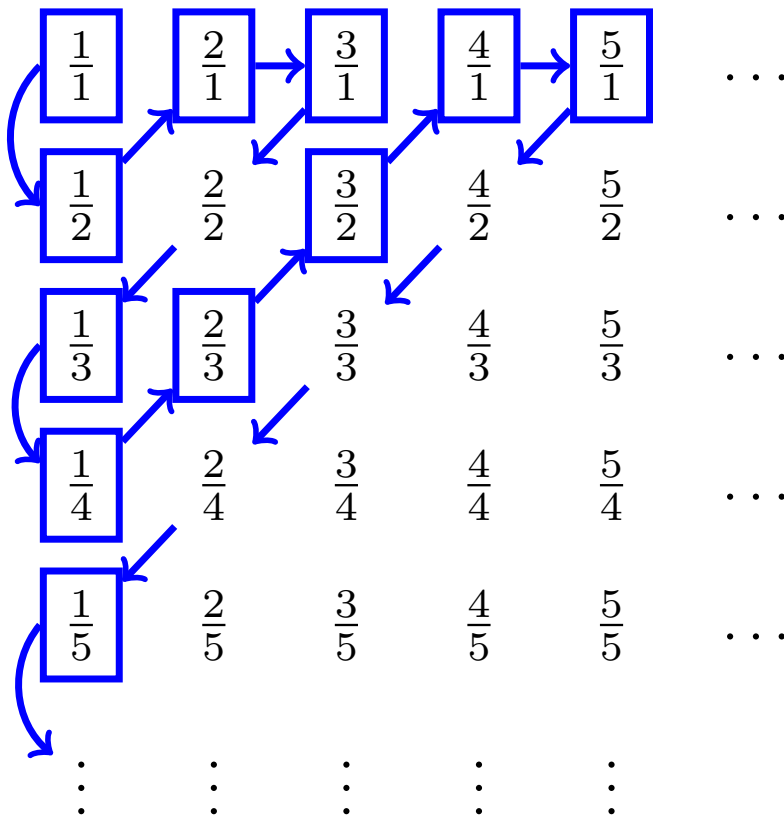 1/1 2/1 3/1 4/1 5/1 ⋯
1/2 2/2 3/2 4/2 5/2 ⋯
1/3 2/3 3/3 4/3 5/3 ⋯
1/4 2/4 3/4 4/4 5/4 ⋯
1/5 2/5 3/5 4/5 5/5 ⋯
⋮ ⋮ ⋮ ⋮ ⋮